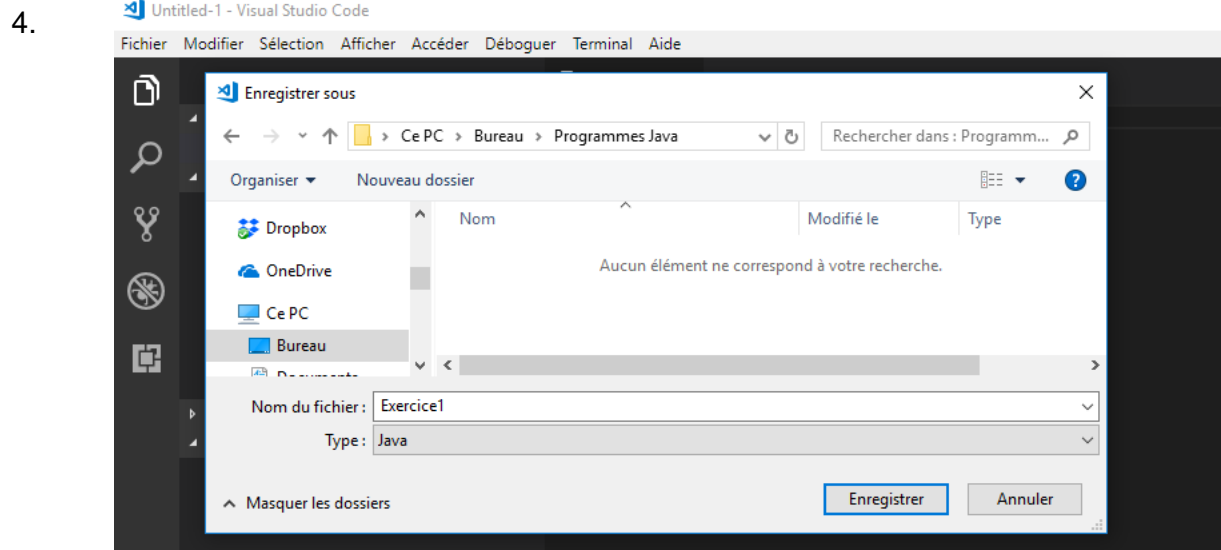 4.
Untitled-1 - Visual Studio Code
Fichier Modifier Sélection Afficher Accéder Déboguer Terminal Aide
Enregistrer sous
Ce PC > Bureau > Programmes Java
Rechercher dans : Programm...
Organiser Nouveau dossier
Nom Modifié le Type
Dropbox
Aucun élément ne correspond à votre recherche.
OneDrive
Ce PC
Bureau
Nom du fichier : Exercice1
Type : Java
Masquer les dossiers
Enregistrer Annuler